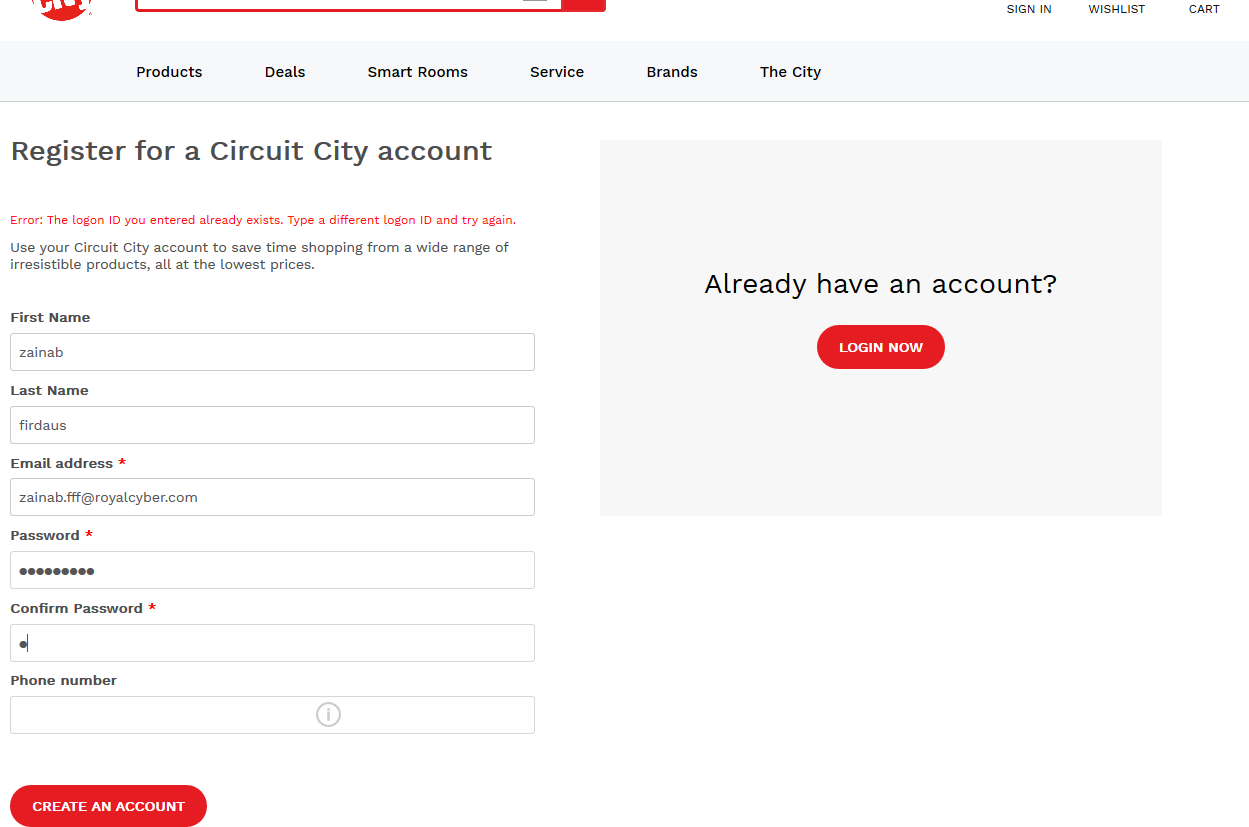 City
SIGN IN WISHLIST CART
Products Deals Smart Rooms Service Brands The City
Register for a Circuit City account
Error: The logon ID you entered already exists. Type a different logon ID and try again.
Use your Circuit City account to save time shopping from a wide range of
irresistible products, all at the lowest prices.
First Name
zainab
Last Name
firdaus
Email address *
zainab.fff@royalcyber.com
Password *
●●●●●●●●●
Confirm Password *
●
Phone number
i
CREATE AN ACCOUNT
Already have an account?
LOGIN NOW